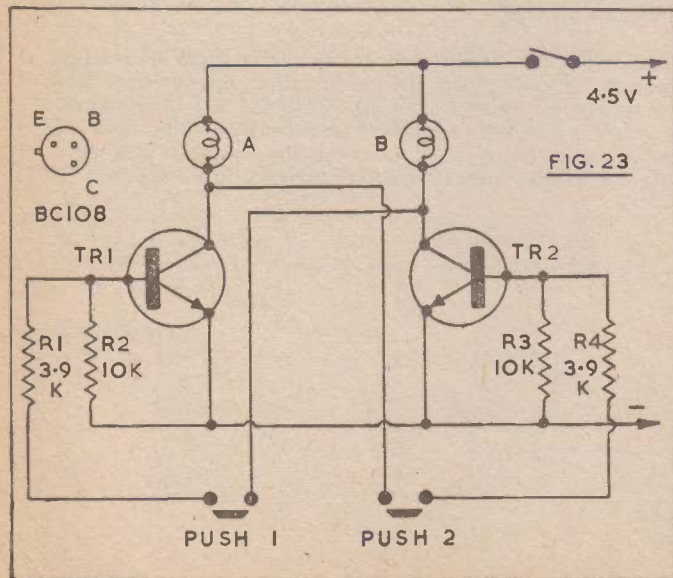 +
4·5V
E B
A
B
FIG. 23
C
BC108
TR1
TR2
R1 R2
3·9 10K
K
R3 R4
10K 3·9
K
-
PUSH 1 PUSH 2